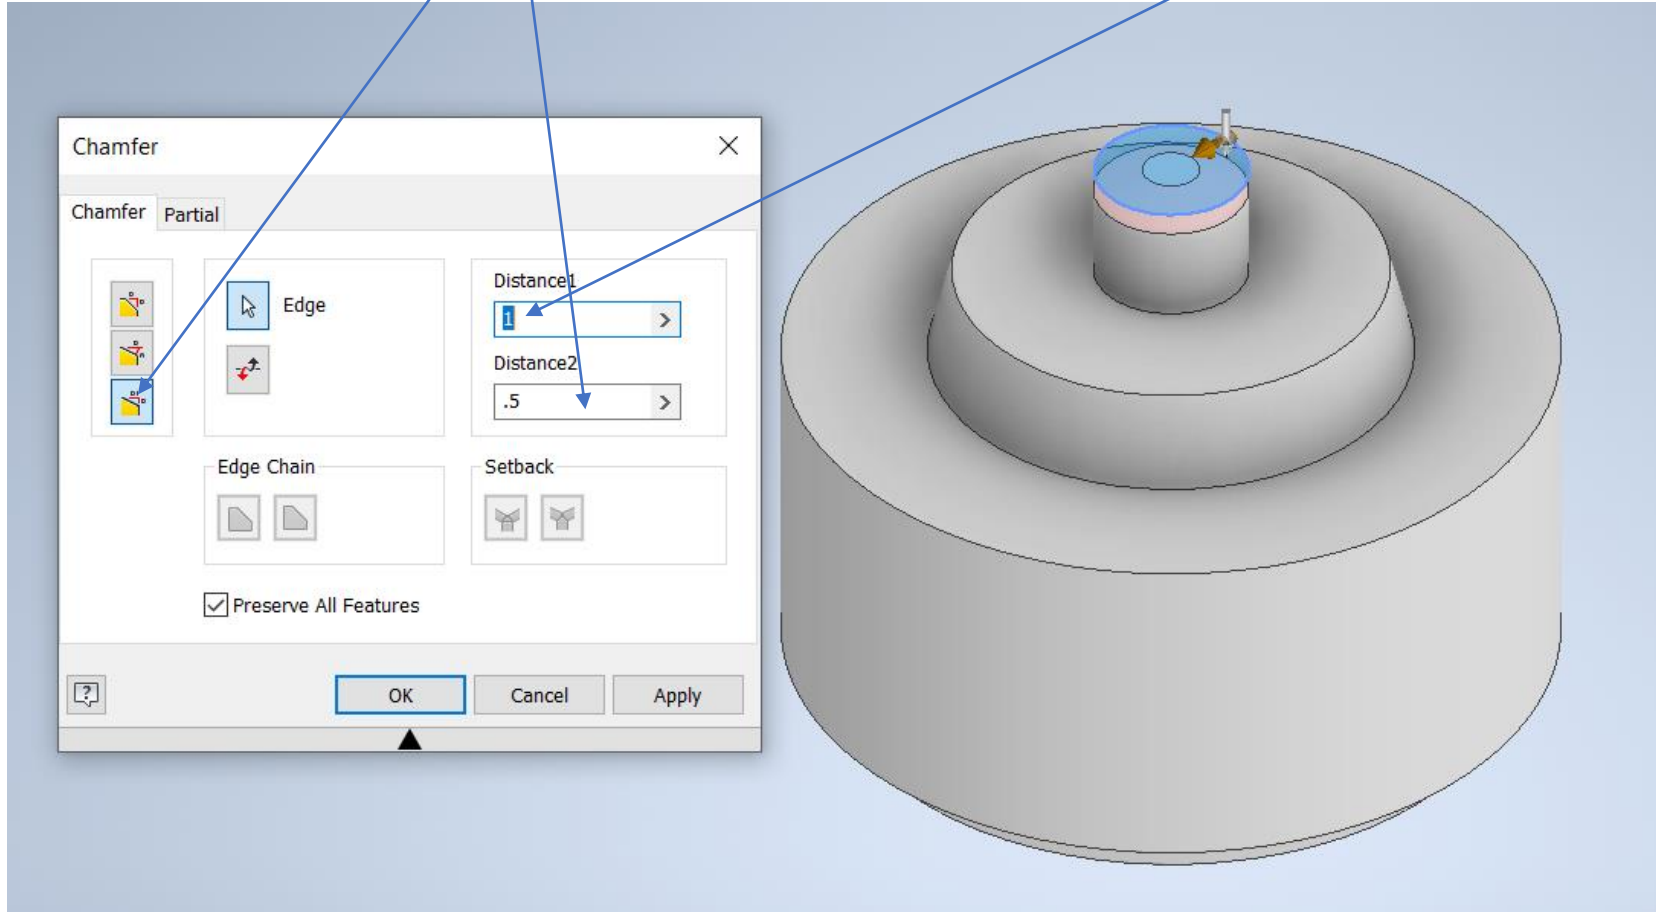 Chamfer
Chamfer Partial
Edge
Distance1
1
Distance2
.5
Edge Chain
Setback
Preserve All Features
OK Cancel Apply